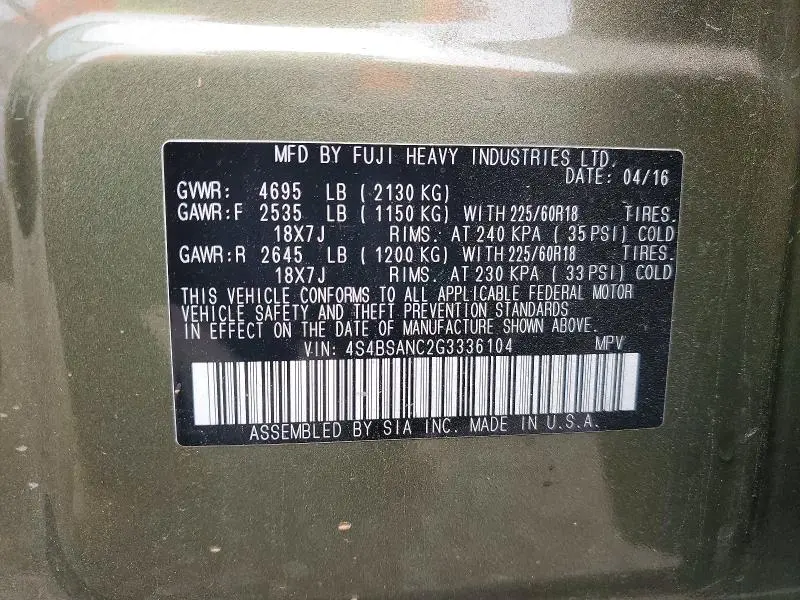 MFD BY FUJI HEAVY INDUSTRIES LTD.
DATE: 04/16
GVWR: 4695 LB (2130 KG)
GAWR:F 2535 LB (1150 KG) WITH 225/60R18 TIRES.
18X7J RIMS. AT 240 KPA (35 PSI) COLD
GAWR:R 2645 LB (1200 KG) WITH 225/60R18 TIRES.
18X7J RIMS. AT 230 KPA (33 PSI) COLD
THIS VEHICLE CONFORMS TO ALL APPLICABLE FEDERAL MOTOR
VEHICLE SAFETY AND THEFT PREVENTION STANDARDS
IN EFFECT ON THE DATE OF MANUFACTURE SHOWN ABOVE.
VIN: 4S4BSANC2G3336104 MPV
ASSEMBLED BY SIA INC. MADE IN U.S.A.